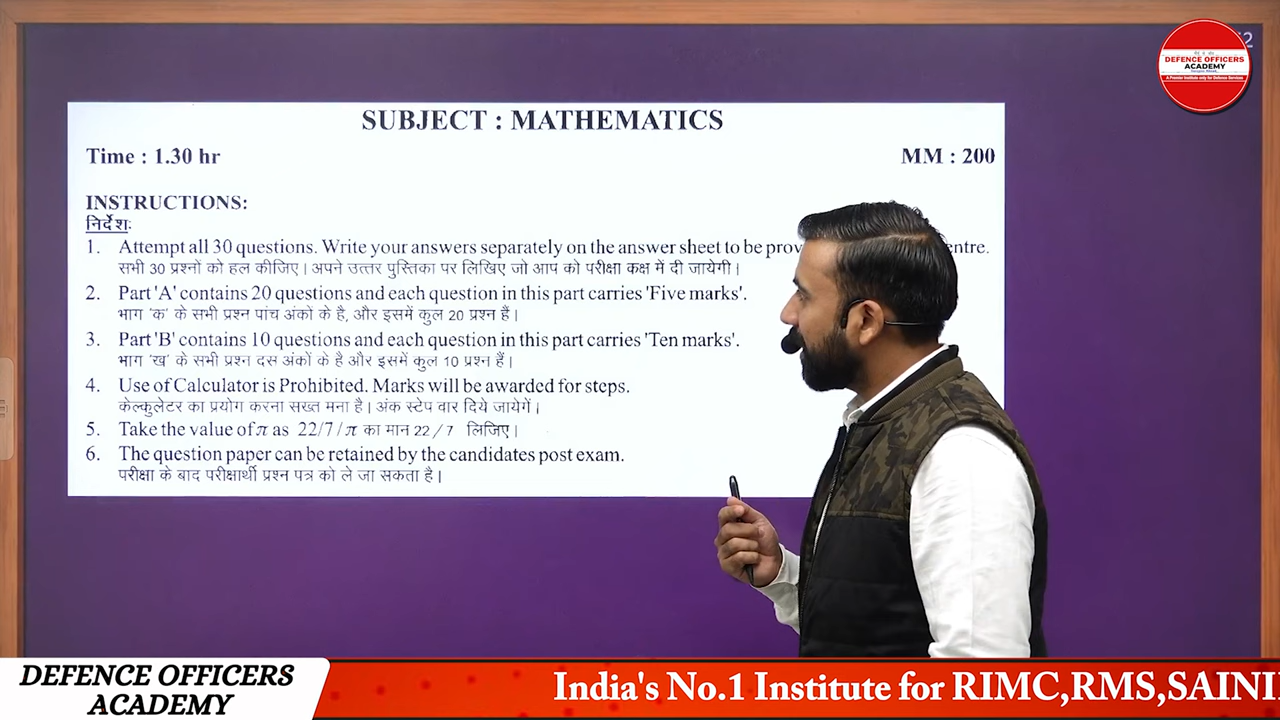 DEFENCE OFFICERS
ACADEMY
A Premier Institute only for Defence Services
SUBJECT : MATHEMATICS
Time : 1.30 hr
MM : 200
INSTRUCTIONS:
निर्देशः
1. Attempt all 30 questions. Write your answers separately on the answer sheet to be entre.
सभी 30 प्रश्नों को हल कीजिए। अपने उत्तर पुस्तिका पर लिखिए जो आप को परीक्षा कक्ष में दी जायेगी।
2. Part 'A' contains 20 questions and each question in this part carries 'Five marks'.
भाग 'क' के सभी प्रश्न पांच अंको के है, और इसमें कुल 20 प्रश्न हैं।
3. Part 'B' contains 10 questions and each question in this part carries 'Ten marks'.
भाग 'ख' के सभी प्रश्न दस अंकों के है और इसमें कुल 10 प्रश्न हैं।
4. Use of Calculator is Prohibited. Marks will be awarded for steps.
केल्कुलेटर का प्रयोग करना सख्त मना है। अंक स्टेप वार दिये जायेगें।
5. Take the value of π as 22/7/π का मान 22/7 लिजिए।
6. The question paper can be retained by the candidates post exam.
परीक्षा के बाद परीक्षार्थी प्रश्न पत्र को ले जा सकता है।
DEFENCE OFFICERS
ACADEMY
India's No.1 Institute for RIMC,RMS,SAINI